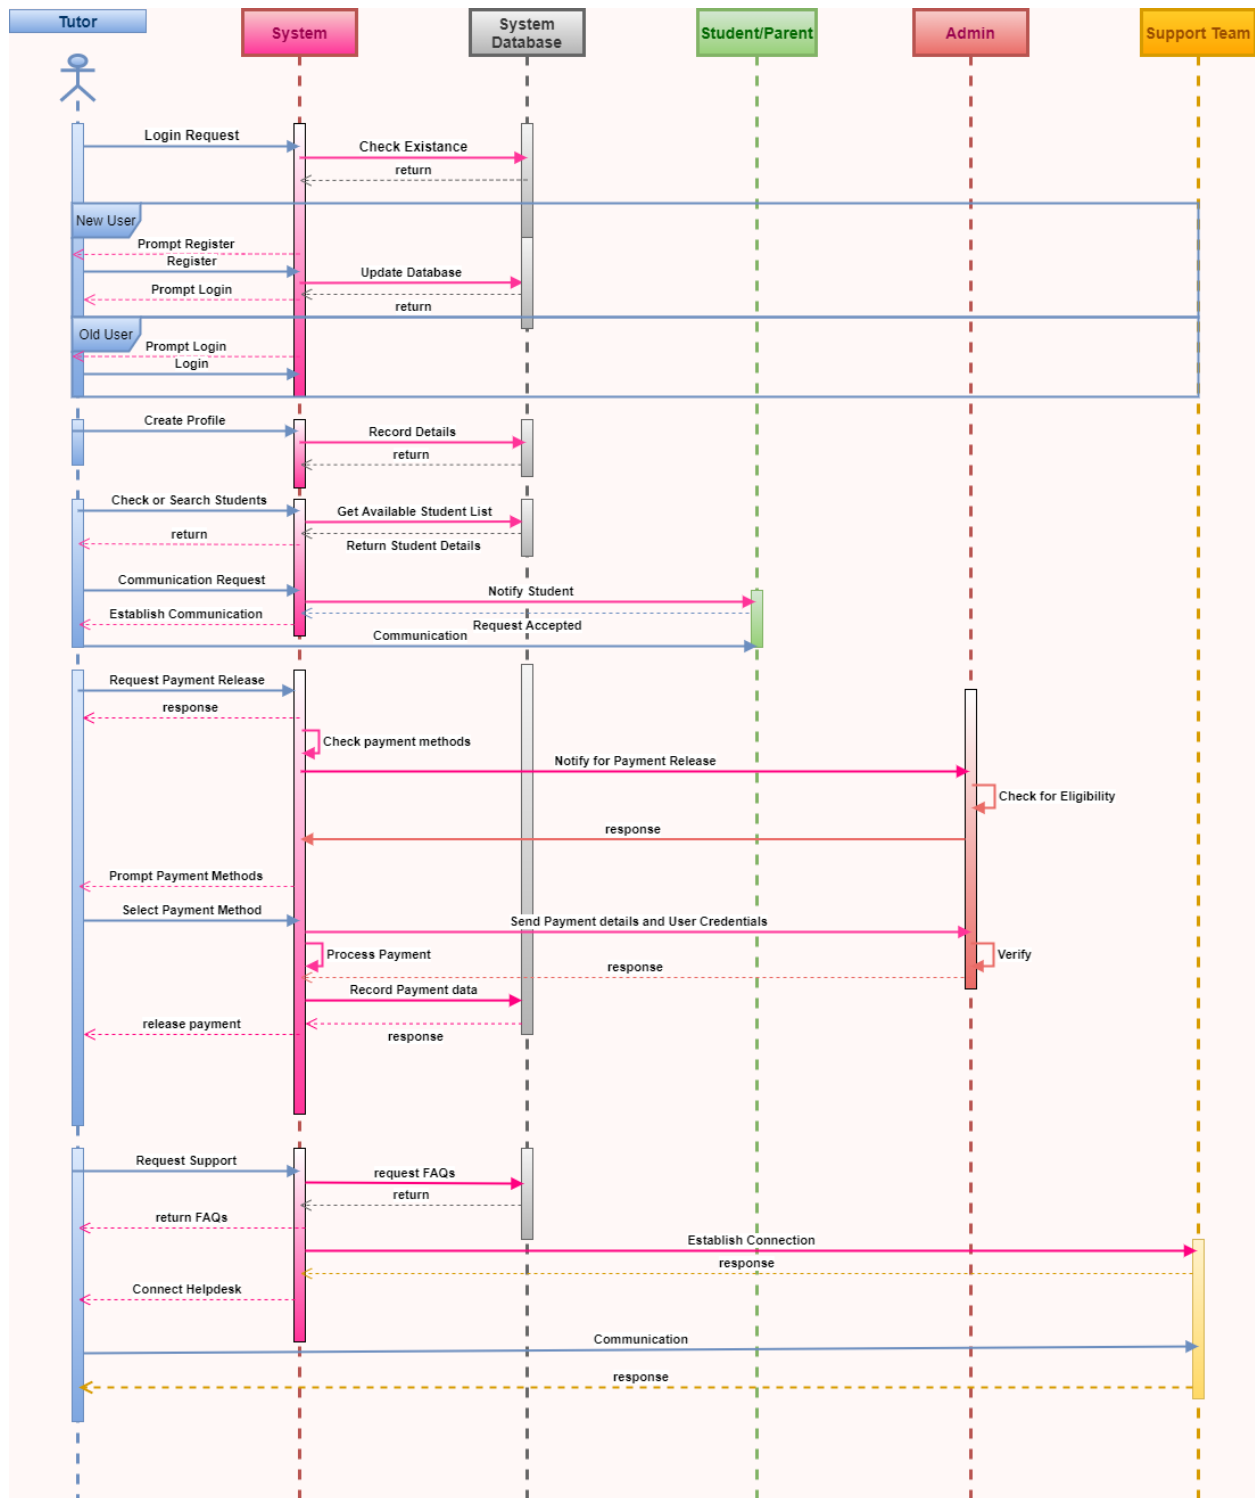 Tutor
System
System
Database
Student/Parent
Admin
Support Team
Login Request
Check Existance
return
New User
Prompt Register
Register
Update Database
Prompt Login
return
Old User
Prompt Login
Login
Create Profile
Record Details
return
Check or Search Students
Get Available Student List
return
Return Student Details
Communication Request
Notify Student
Establish Communication
Request Accepted
Communication
Request Payment Release
response
Check payment methods
Notify for Payment Release
Check for Eligibility
response
Prompt Payment Methods
Select Payment Method
Send Payment details and User Credentials
Process Payment
Verify
response
Record Payment data
release payment
response
Request Support
request FAQs
return
return FAQs
Establish Connection
response
Connect Helpdesk
Communication
response